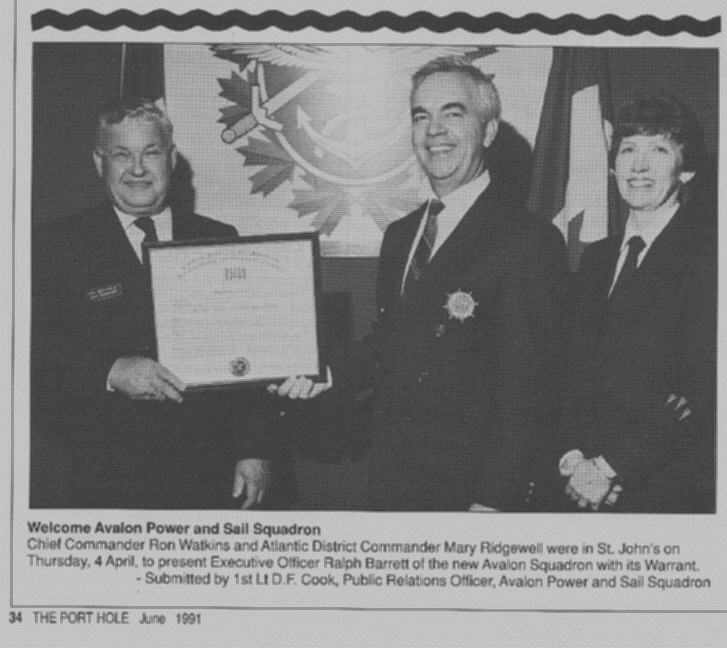 Welcome Avalon Power and Sail Squadron
Chief Commander Ron Watkins and Atlantic District Commander Mary Ridgewell were in St. John's on
Thursday, 4 April, to present Executive Officer Ralph Barrett of the new Avalon Squadron with its Warrant.
- Submitted by 1st Lt D.F. Cook, Public Relations Officer, Avalon Power and Sail Squadron
34 THE PORT HOLE June 1991